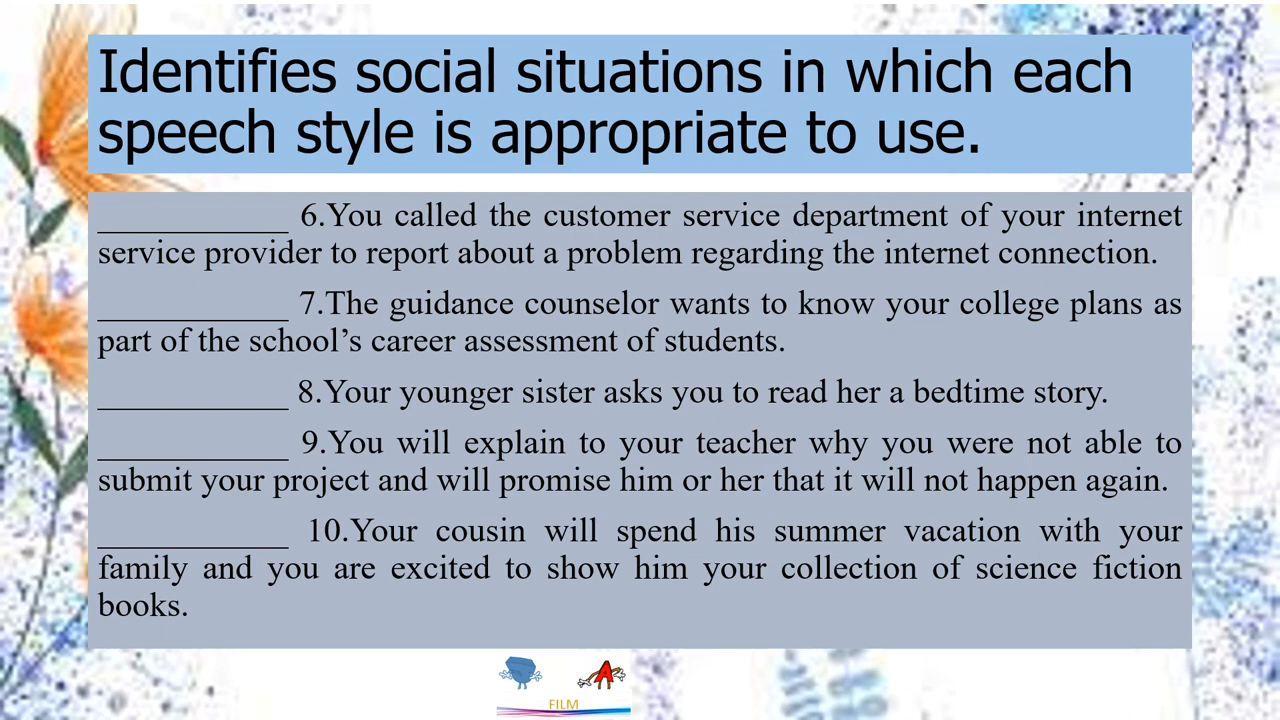 Identifies social situations in which each
speech style is appropriate to use.
___________ 6.You called the customer service department of your internet
service provider to report about a problem regarding the internet connection.
___________ 7.The guidance counselor wants to know your college plans as
part of the school’s career assessment of students.
___________ 8.Your younger sister asks you to read her a bedtime story.
___________ 9.You will explain to your teacher why you were not able to
submit your project and will promise him or her that it will not happen again.
___________ 10.Your cousin will spend his summer vacation with your
family and you are excited to show him your collection of science fiction
books.
A
FILM